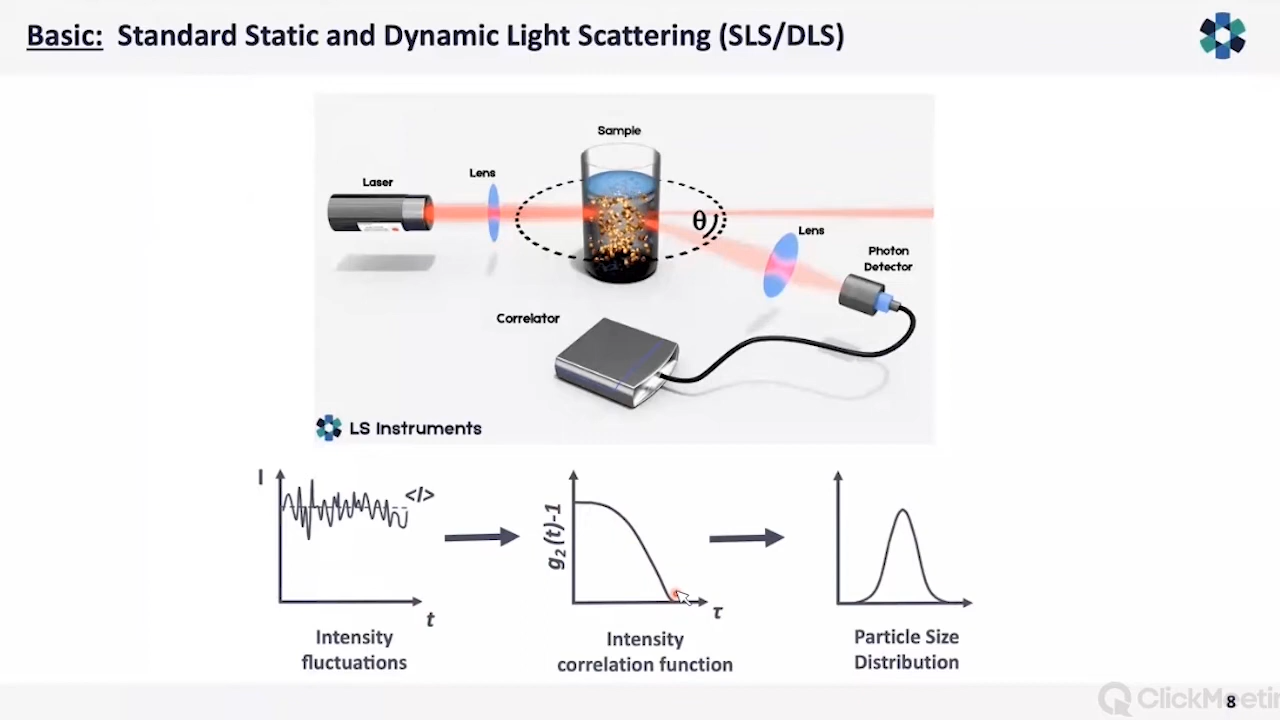 Basic: Standard Static and Dynamic Light Scattering (SLS/DLS)
Sample
Laser
Lens
θ
Lens
Photon
Detector
Correlator
LS Instruments
I
<I>
t
Intensity
fluctuations
g₂(t)-1
τ
Intensity
correlation function
Particle Size
Distribution
ClickMeetin
8